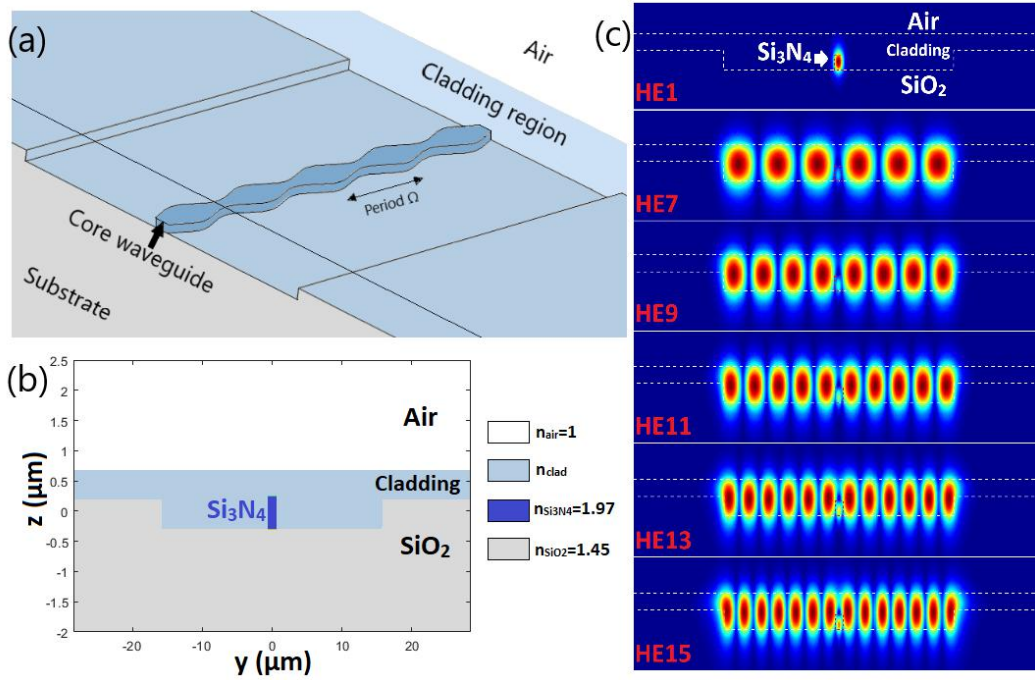 (a)
Air
Cladding region
Period Ω
Core waveguide
Substrate
(b)
2.5
2
1.5
1
0.5
0
-0.5
-1
-1.5
-2
z (μm)
-20
-10
0
10
20
y (μm)
Air
Cladding
Si₃N₄
SiO₂
nair=1
nclad
nSi3N4=1.97
nSiO2=1.45
(c)
Air
Si₃N₄
Cladding
SiO₂
HE1
HE7
HE9
HE11
HE13
HE15